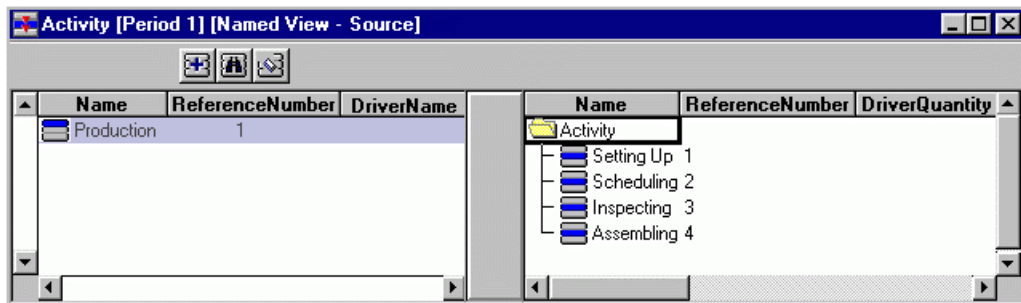 Activity [Period 1] [Named View - Source]
Name ReferenceNumber DriverName
Production 1
Name ReferenceNumber DriverQuantity
Activity
Setting Up 1
Scheduling 2
Inspecting 3
Assembling 4